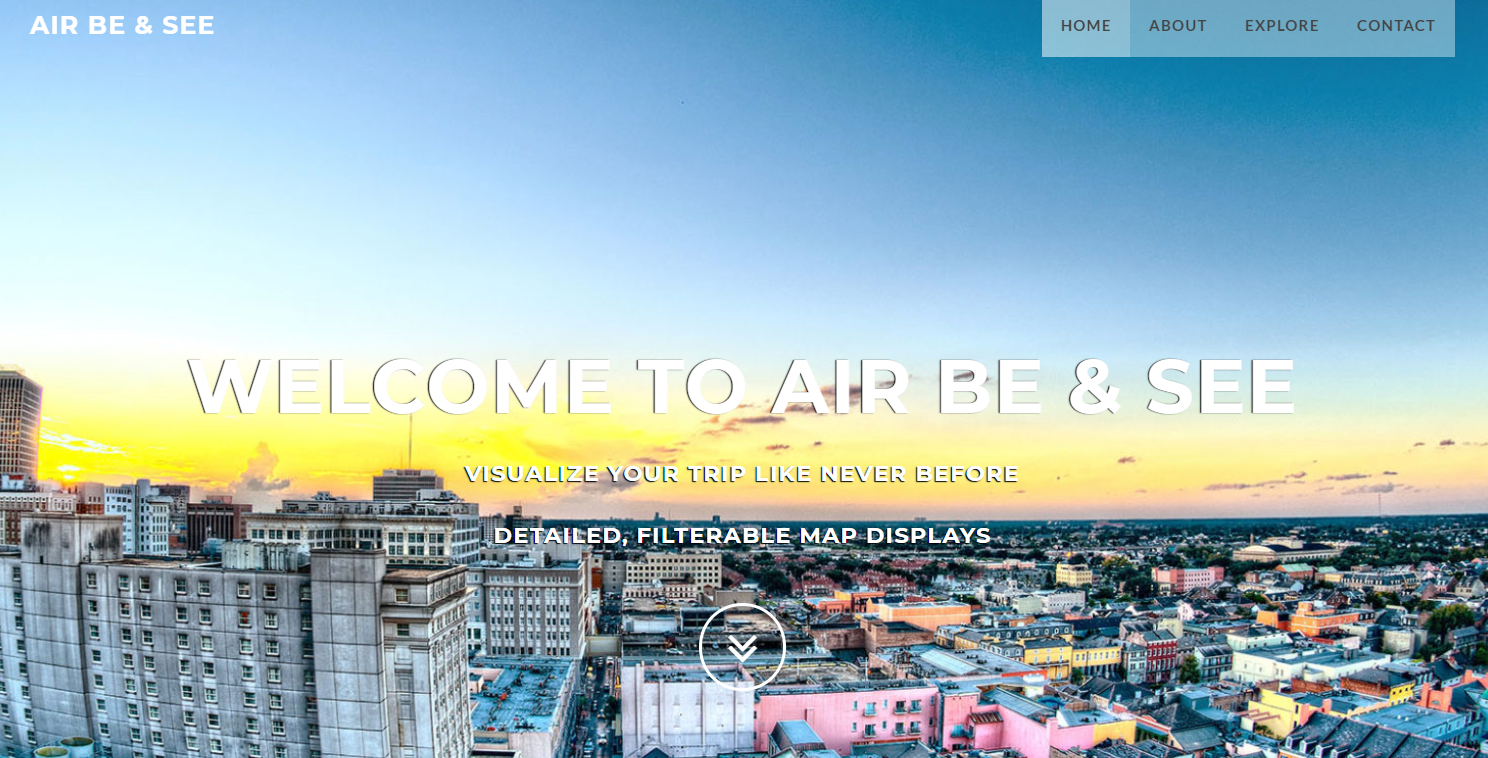 AIR BE & SEE
HOME ABOUT EXPLORE CONTACT
WELCOME TO AIR BE & SEE
VISUALIZE YOUR TRIP LIKE NEVER BEFORE
DETAILED, FILTERABLE MAP DISPLAYS